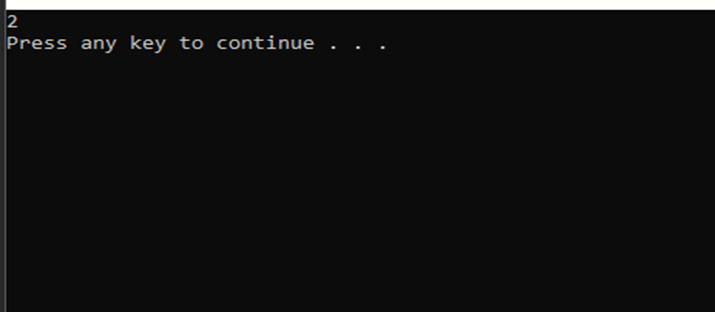 2
Press any key to continue . . .